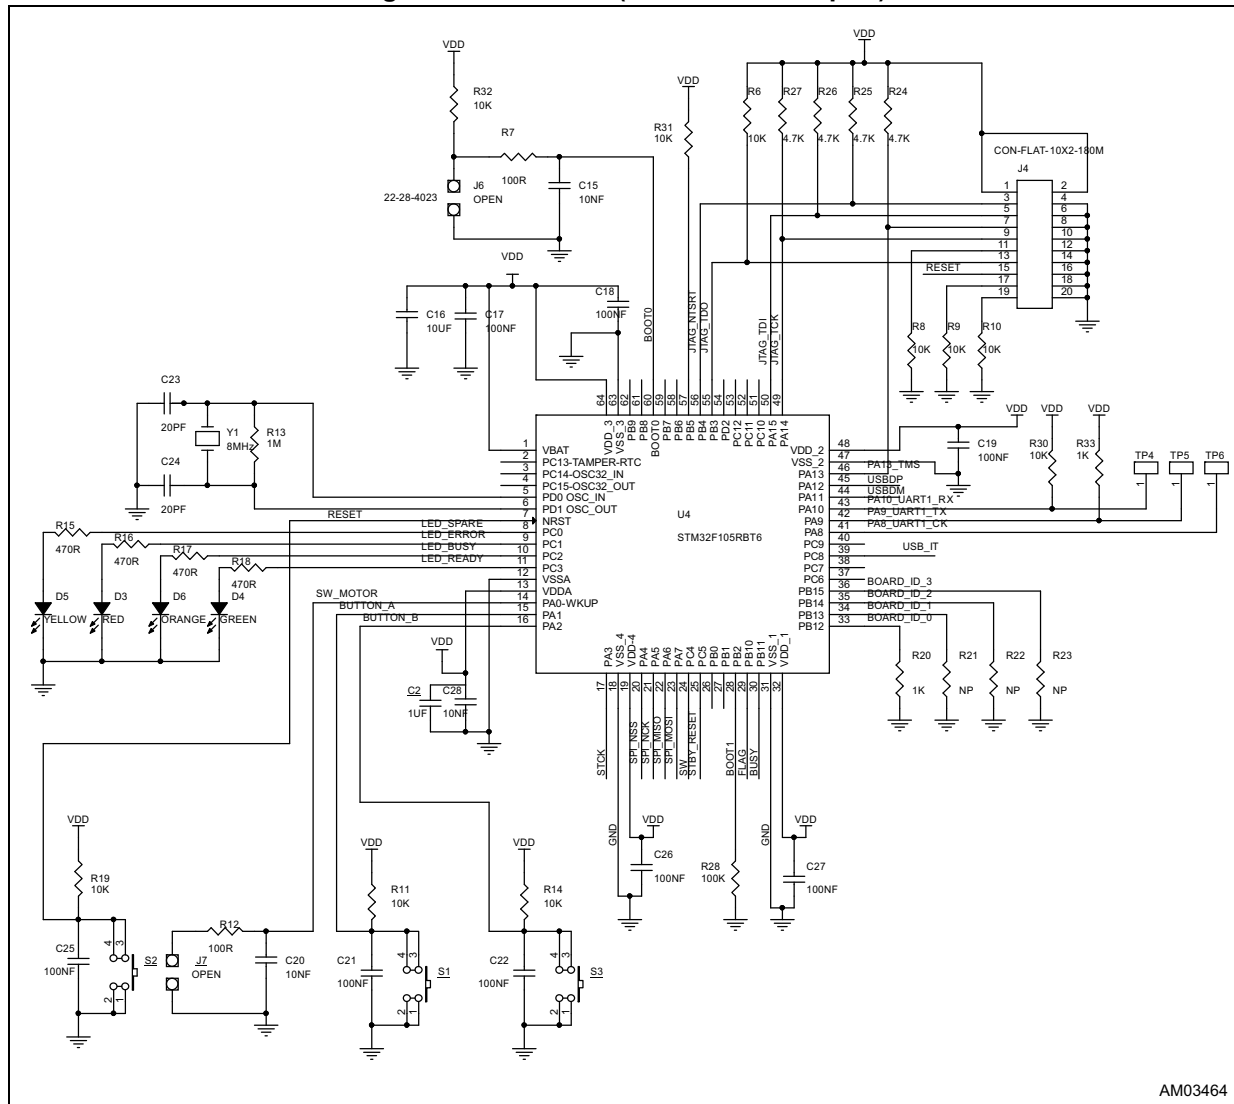 VDD
R32
10K
R7
100R
J6
OPEN
22-28-4023
C15
10NF
VDD
R31
10K
VDD
R6
R27
R26
R25
R24
10K
4.7K
4.7K
4.7K
4.7K
CON-FLAT-10X2-180M
J4
1 2
3 4
5 6
7 8
9 10
11 12
13 14
15 16
17 18
19 20
RESET
R8
10K
R9
10K
R10
10K
VDD
C16
10UF
C17
100NF
C18
100NF
BOOT0
JTAG_NTSRT
JTAG_TDO
JTAG_TDI
JTAG_TCK
C23
20PF
C24
20PF
Y1
8MHz
R13
1M
64 63 62 61 60 59 58 57 56 55 54 53 52 51 50 49
VDD_3
VSS_3
PB9
PB8
BOOT0
PB7
PB6
PB5
PB4
PB3
PD2
PC12
PC11
PC10
PA15
PA14
1 VBAT
2 PC13-TAMPER-RTC
3 PC14-OSC32_IN
4 PC15-OSC32_OUT
5 PD0 OSC_IN
6 PD1 OSC_OUT
RESET 7 NRST
LED_SPARE 8 PC0
LED_ERROR 9 PC1
LED_BUSY 10 PC2
LED_READY 11 PC3
12 VSSA
13 VDDA
SW_MOTOR 14 PA0-WKUP
BUTTON_A 15 PA1
BUTTON_B 16 PA2
U4
STM32F105RBT6
VDD_2 48
VSS_2 47
PA13 46 PA13_TMS
PA12 45 USBDP
PA11 44 USBDM
PA10 43 PA10_UART1_RX
PA9 42 PA9_UART1_TX
PA8 41 PA8_UART1_CK
PC9 40
PC8 39 USB_IT
PC7 38
PC6 37
PB15 36 BOARD_ID_3
PB14 35 BOARD_ID_2
PB13 34 BOARD_ID_1
PB12 33 BOARD_ID_0
VDD
C19
100NF
VDD
R30
10K
VDD
R33
1K
TP4
1
TP5
1
TP6
1
R15
470R
R16
470R
R17
470R
R18
470R
D5
YELLOW
D3
RED
D6
ORANGE
D4
GREEN
R20
1K
R21
NP
R22
NP
R23
NP
PA3
VSS_4
VDD-4
PA4
PA5
PA6
PA7
PC4
PC5
PB0
PB1
PB2
PB10
PB11
VSS_1
VDD_1
17 18 19 20 21 22 23 24 25 26 27 28 29 30 31 32
VDD
C2
1UF
C28
10NF
STCK
SPI_NSS
SPI_NCK
SPI_MISO
SPI_MOSI
SW
STBY_RESET
BOOT1
FLAG
BUSY
GND
VDD
C26
100NF
R28
100K
GND
VDD
C27
100NF
VDD
R19
10K
C25
100NF
4 3
2 1
S2
R12
100R
J7
OPEN
C20
10NF
VDD
R11
10K
C21
100NF
4 3
2 1
S1
VDD
R14
10K
C22
100NF
4 3
2 1
S3
AM03464